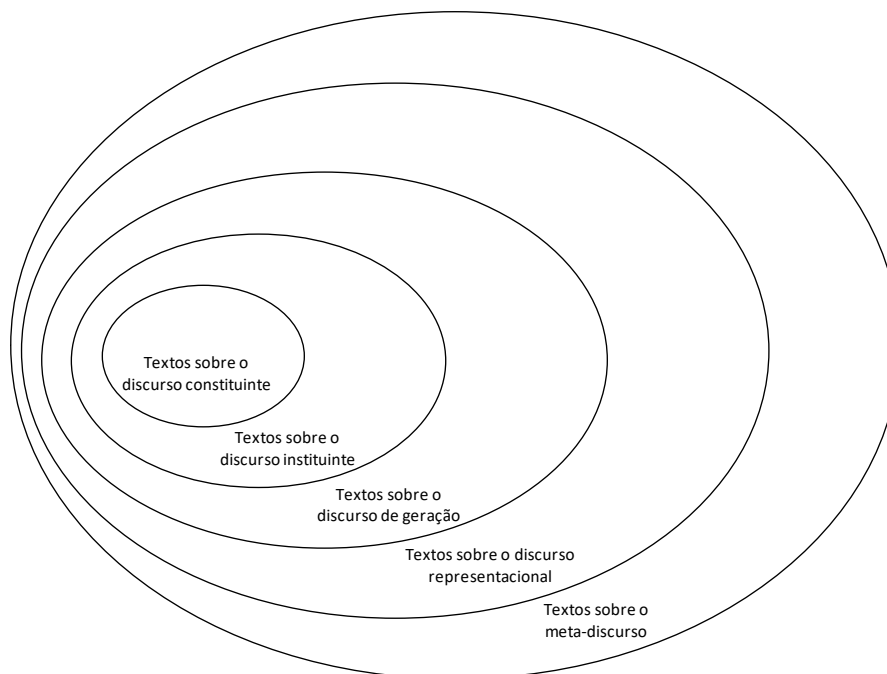 Textos sobre o
discurso constituinte
Textos sobre o
discurso instituinte
Textos sobre o
discurso de geração
Textos sobre o discurso
representacional
Textos sobre o
meta-discurso